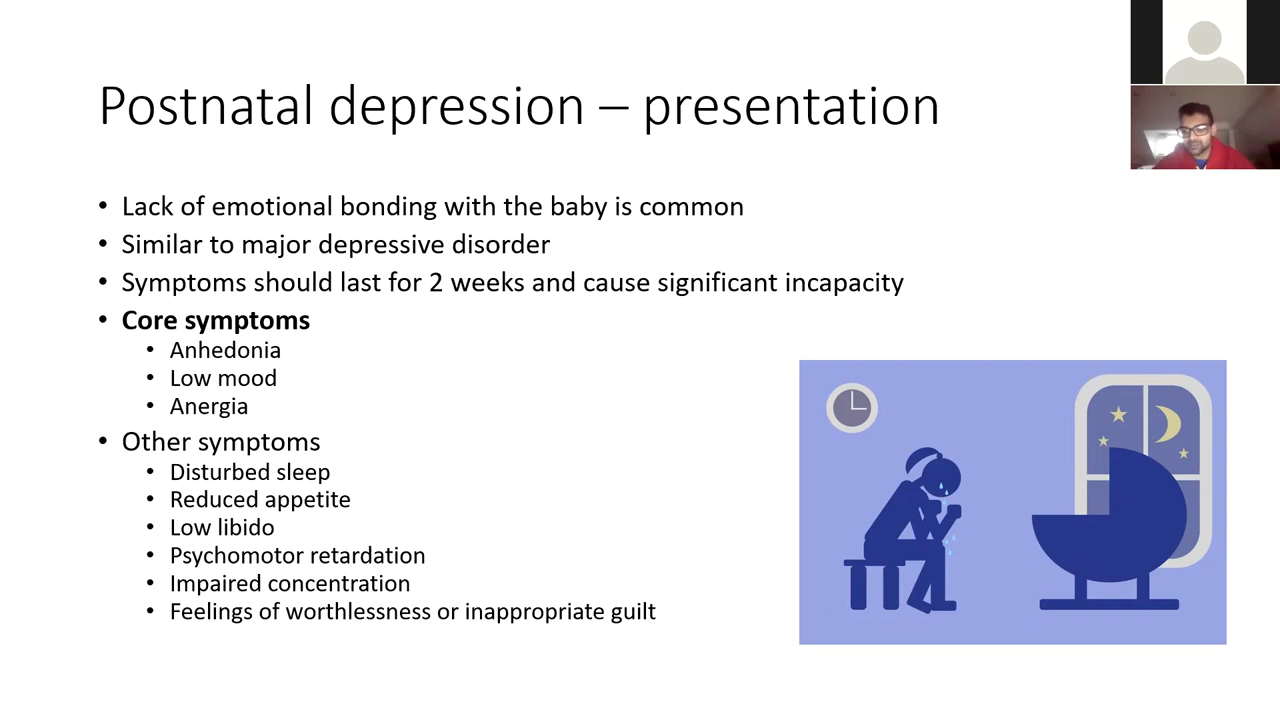 Postnatal depression – presentation
• Lack of emotional bonding with the baby is common
• Similar to major depressive disorder
• Symptoms should last for 2 weeks and cause significant incapacity
• Core symptoms
• Anhedonia
• Low mood
• Anergia
• Other symptoms
• Disturbed sleep
• Reduced appetite
• Low libido
• Psychomotor retardation
• Impaired concentration
• Feelings of worthlessness or inappropriate guilt